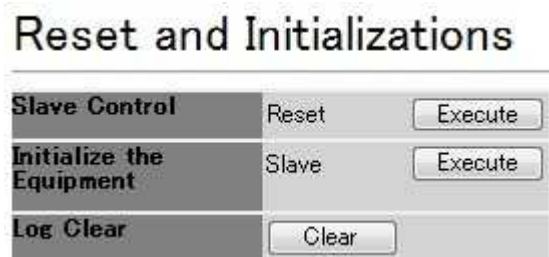 Reset and Initializations
Slave Control Reset Execute
Initialize the Equipment Slave Execute
Log Clear Clear